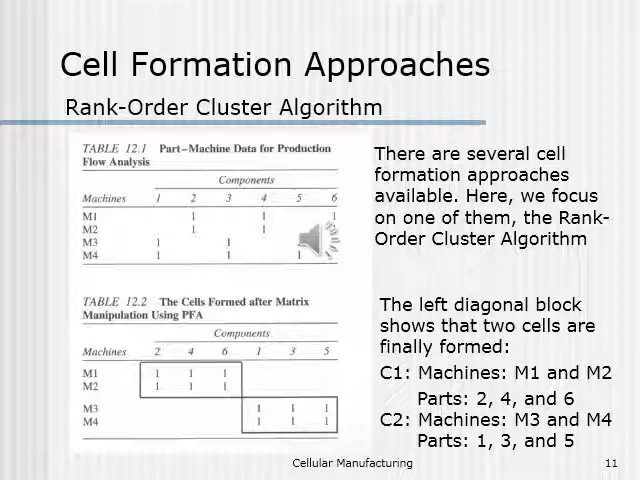 Cell Formation Approaches
Rank-Order Cluster Algorithm
TABLE 12.1 Part–Machine Data for Production
Flow Analysis
Components
Machines 1 2 3 4 5 6
M1 1 1 1
M2 1 1
M3 1 1
M4 1 1 1
There are several cell
formation approaches
available. Here, we focus
on one of them, the Rank-
Order Cluster Algorithm
TABLE 12.2 The Cells Formed after Matrix
Manipulation Using PFA
Components
Machines 2 4 6 1 3 5
M1 1 1 1
M2 1 1 1
M3 1 1 1
M4 1 1 1
The left diagonal block
shows that two cells are
finally formed:
C1: Machines: M1 and M2
Parts: 2, 4, and 6
C2: Machines: M3 and M4
Parts: 1, 3, and 5
Cellular Manufacturing
11